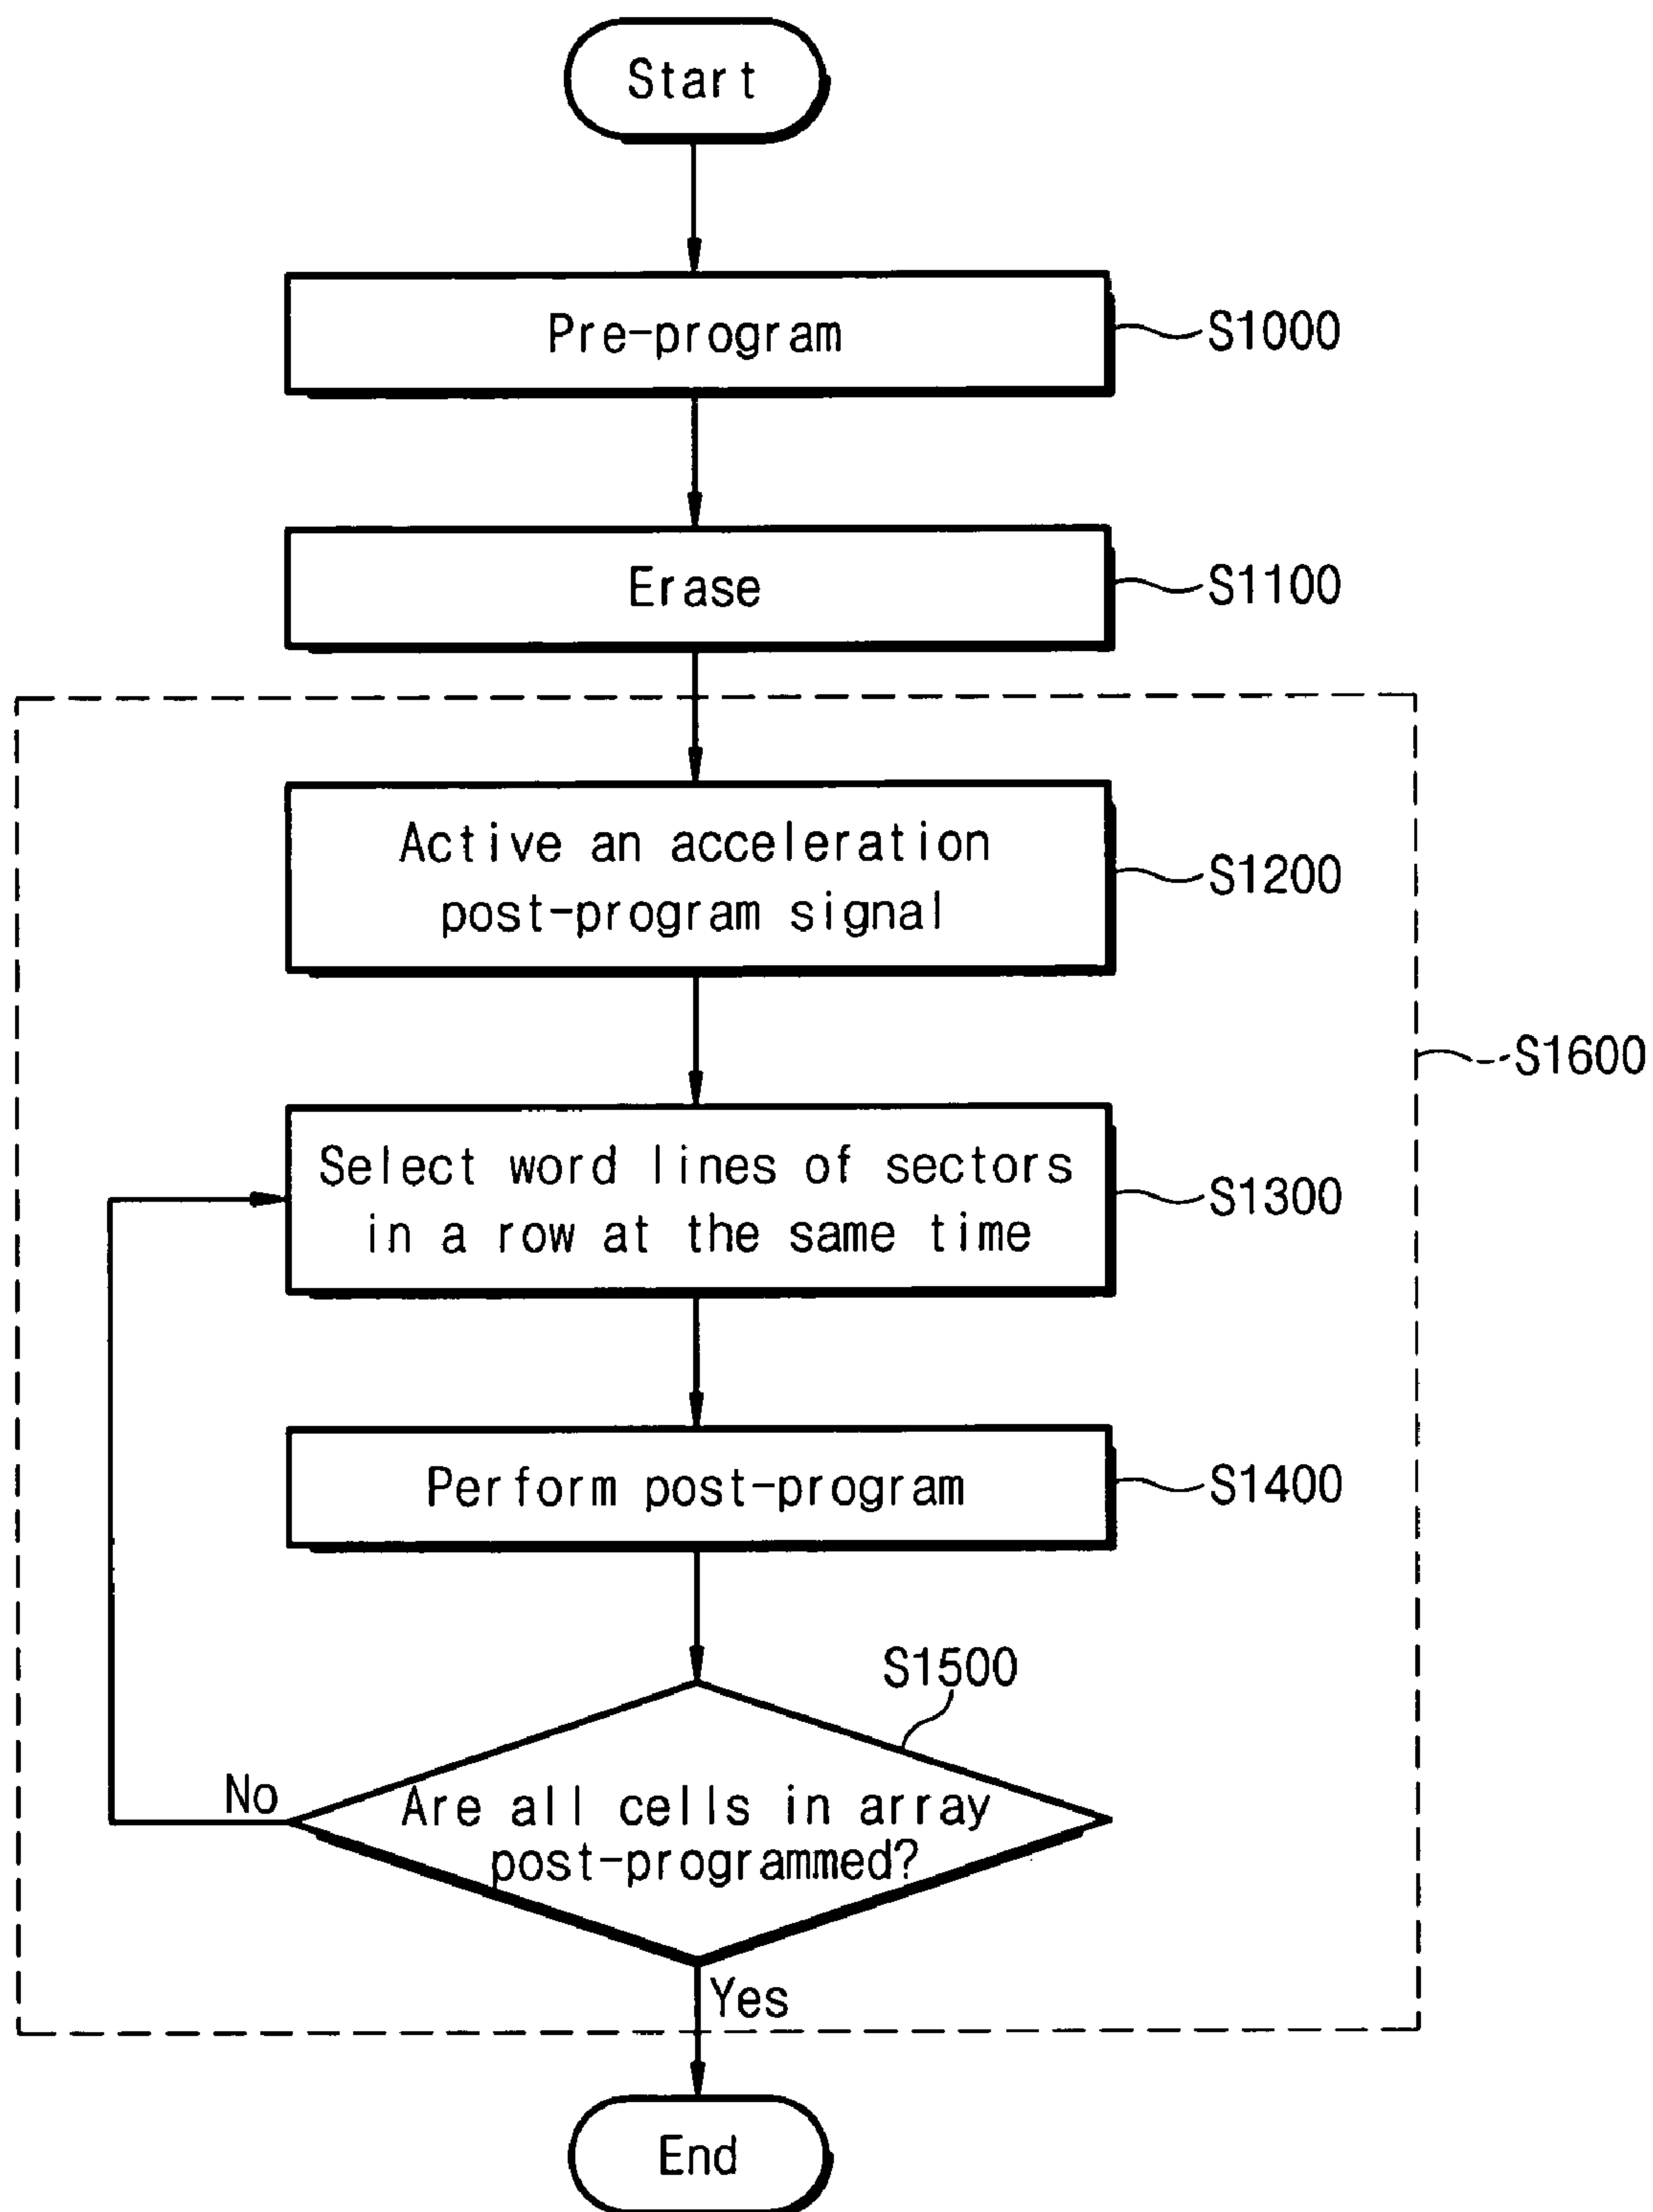 Start
Pre-program
S1000
Erase
S1100
Active an acceleration
post-program signal
S1200
S1600
Select word lines of sectors
in a row at the same time
S1300
Perform post-program
S1400
S1500
No
Are all cells in array
post-programmed?
Yes
End